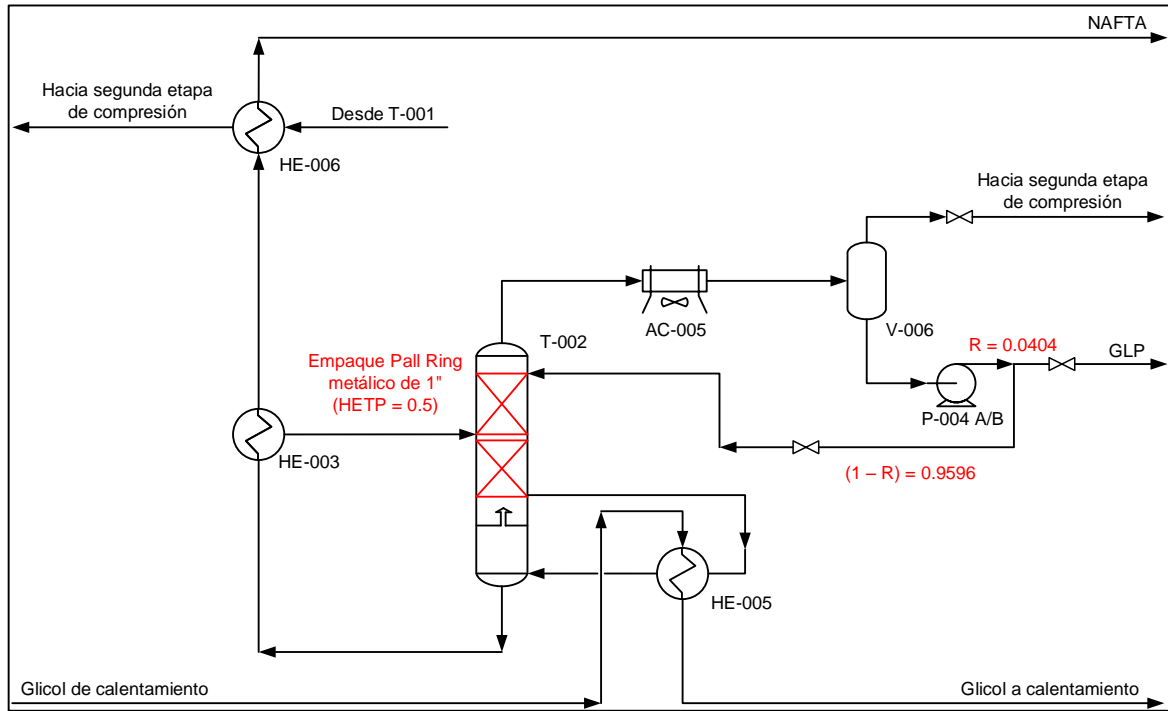 NAFTA
Hacia segunda etapa
de compresión
Desde T-001
HE-006
Hacia segunda etapa
de compresión
AC-005
V-006
T-002
R = 0.0404
GLP
Empaque Pall Ring
metálico de 1"
(HETP = 0.5)
P-004 A/B
HE-003
(1 – R) = 0.9596
HE-005
Glicol de calentamiento
Glicol a calentamiento